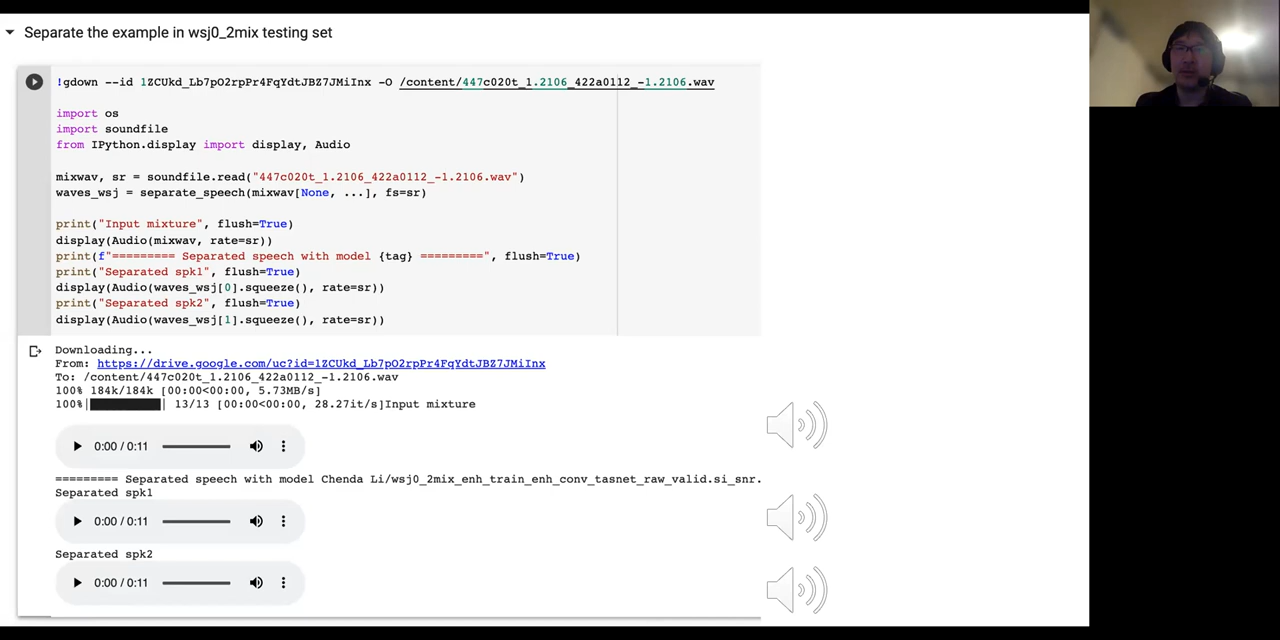 Separate the example in wsj0_2mix testing set
!gdown --id 1ZCUkd_Lb7pO2rpPr4FqYdtJBZ7JMiInx -O /content/447c020t_1.2106_422a0112_-1.2106.wav
import os
import soundfile
from IPython.display import display, Audio
mixwav, sr = soundfile.read("447c020t_1.2106_422a0112_-1.2106.wav")
waves_wsj = separate_speech(mixwav[None, ...], fs=sr)
print("Input mixture", flush=True)
display(Audio(mixwav, rate=sr))
print(f"========= Separated speech with model {tag} =========", flush=True)
print("Separated spk1", flush=True)
display(Audio(waves_wsj[0].squeeze(), rate=sr))
print("Separated spk2", flush=True)
display(Audio(waves_wsj[1].squeeze(), rate=sr))
Downloading...
From: https://drive.google.com/uc?id=1ZCUkd_Lb7pO2rpPr4FqYdtJBZ7JMiInx
To: /content/447c020t_1.2106_422a0112_-1.2106.wav
100% 184k/184k [00:00<00:00, 5.73MB/s]
100%|██████████| 13/13 [00:00<00:00, 28.27it/s]Input mixture
0:00 / 0:11
========= Separated speech with model Chenda Li/wsj0_2mix_enh_train_enh_conv_tasnet_raw_valid.si_snr.
Separated spk1
0:00 / 0:11
Separated spk2
0:00 / 0:11